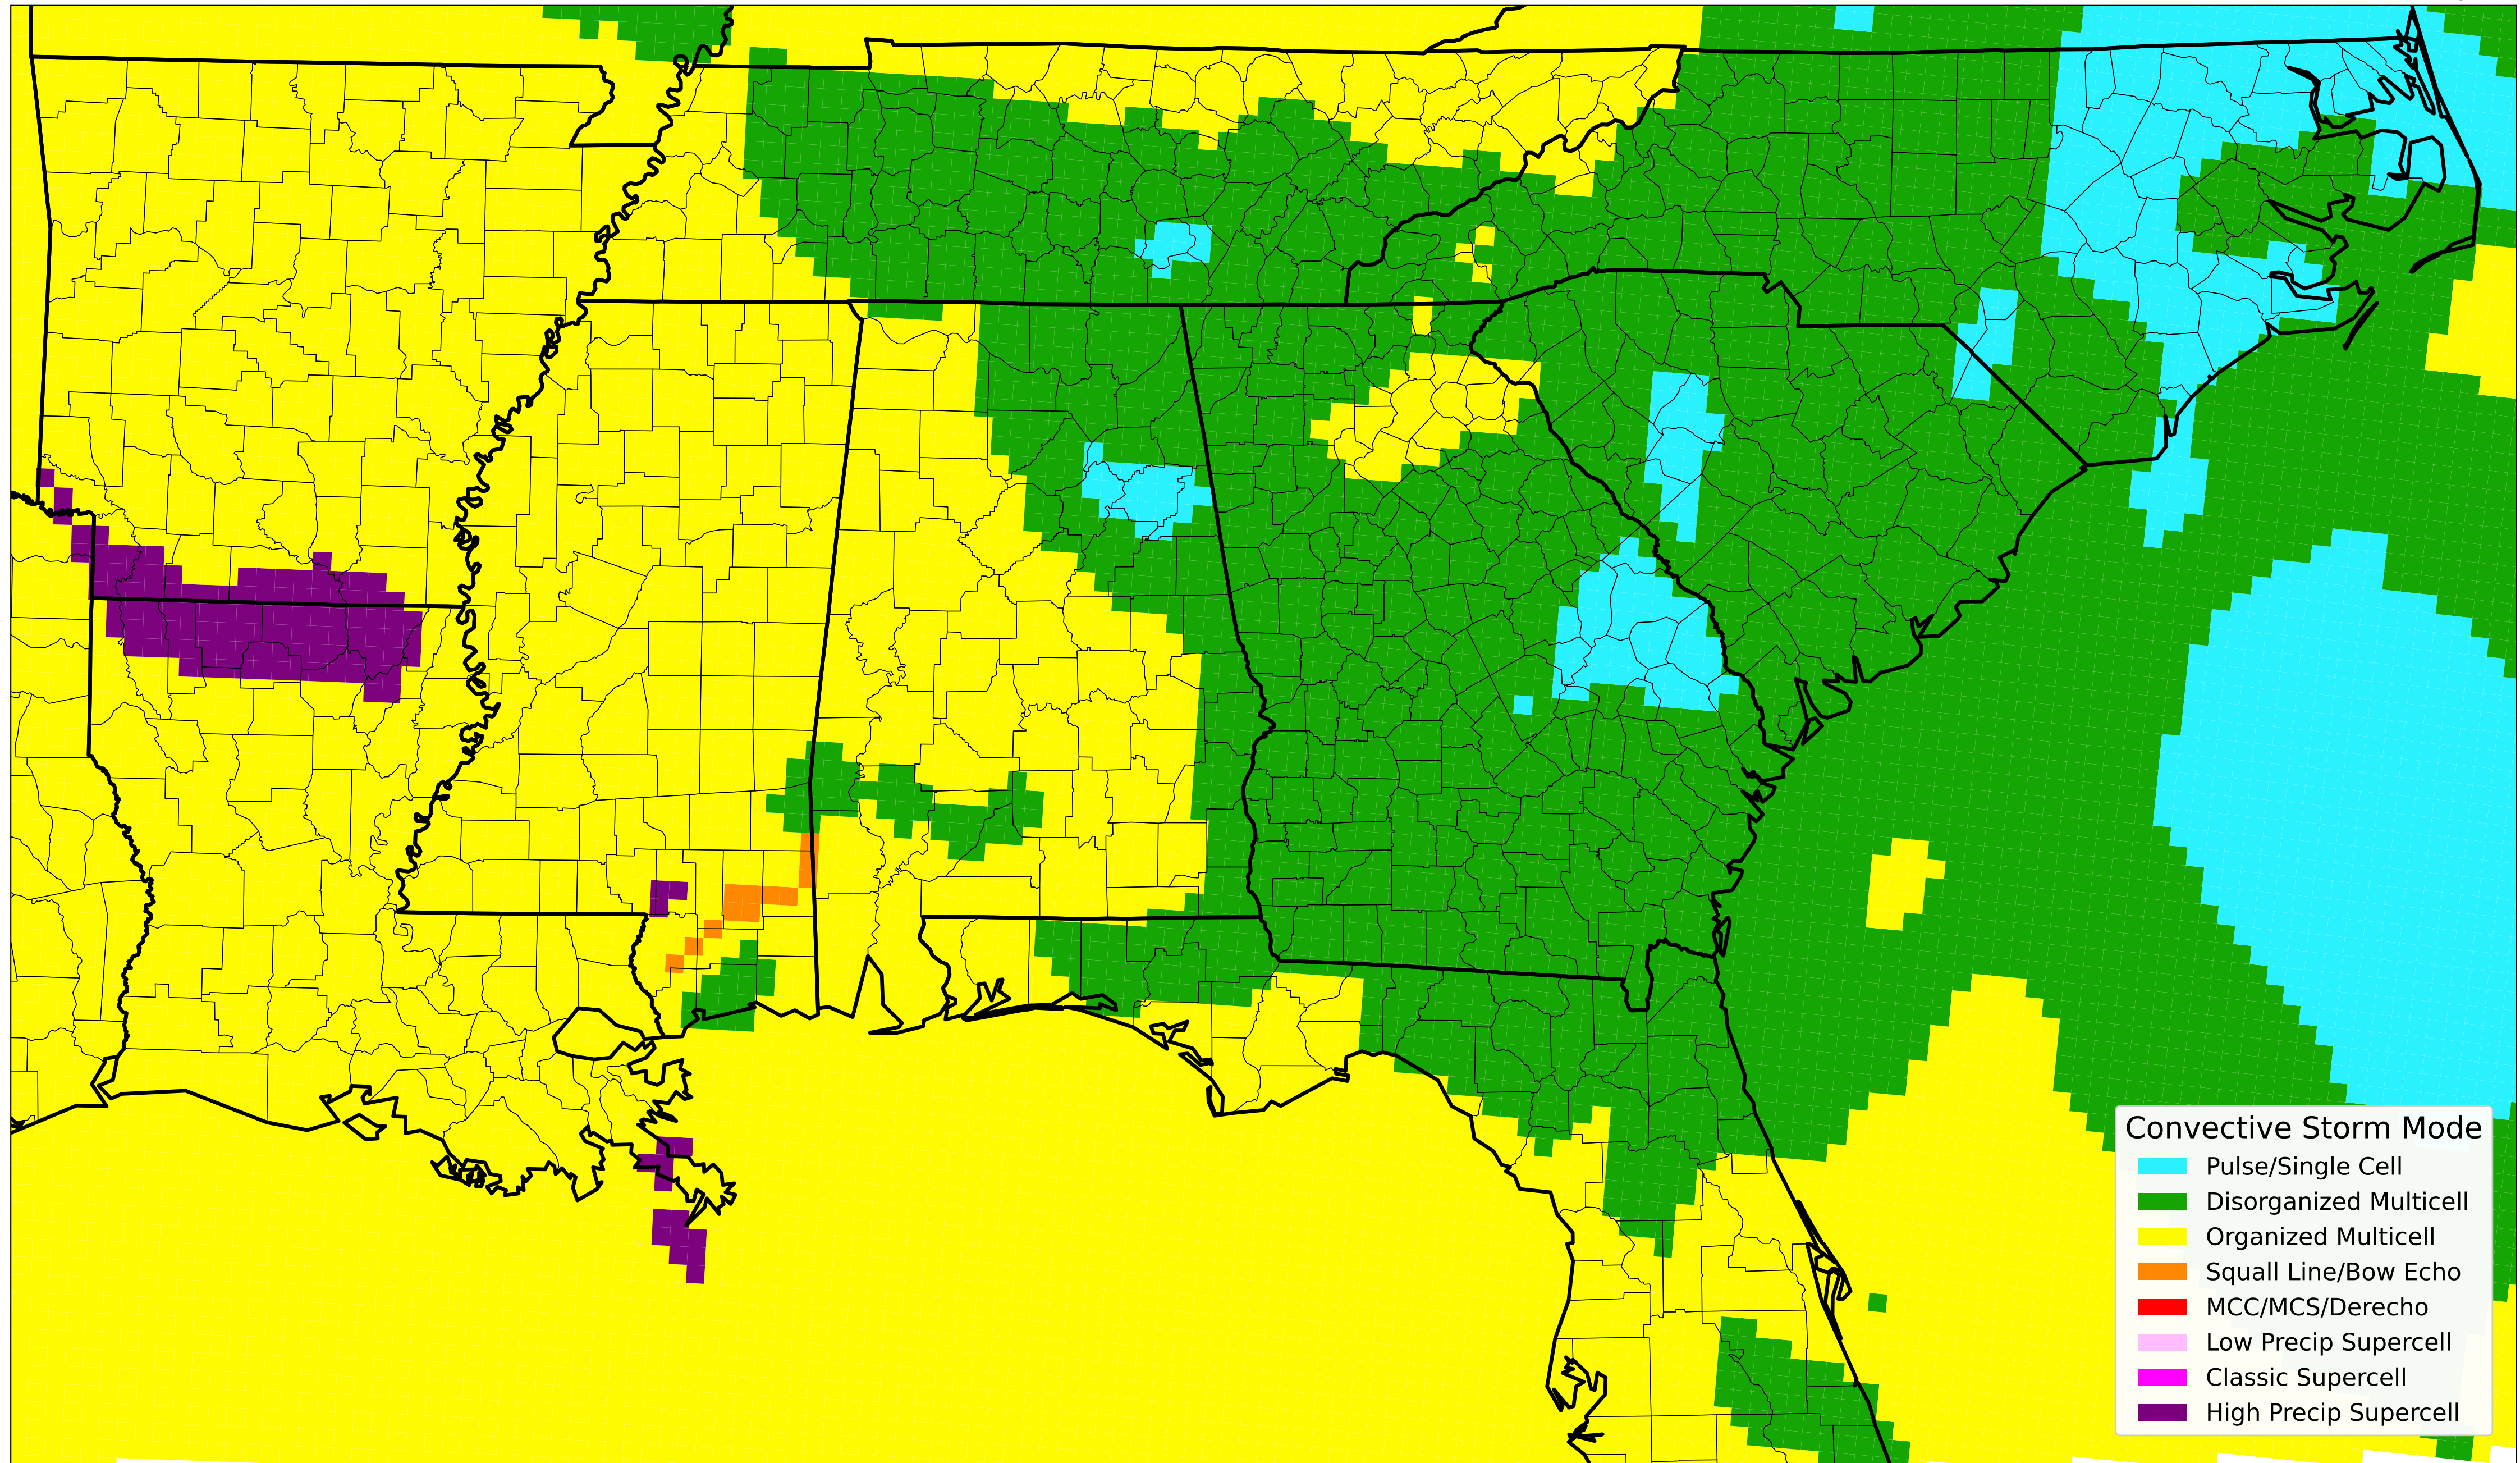 Convective Storm Mode
Pulse/Single Cell
Disorganized Multicell
Organized Multicell
Squall Line/Bow Echo
MCC/MCS/Derecho
Low Precip Supercell
Classic Supercell
High Precip Supercell